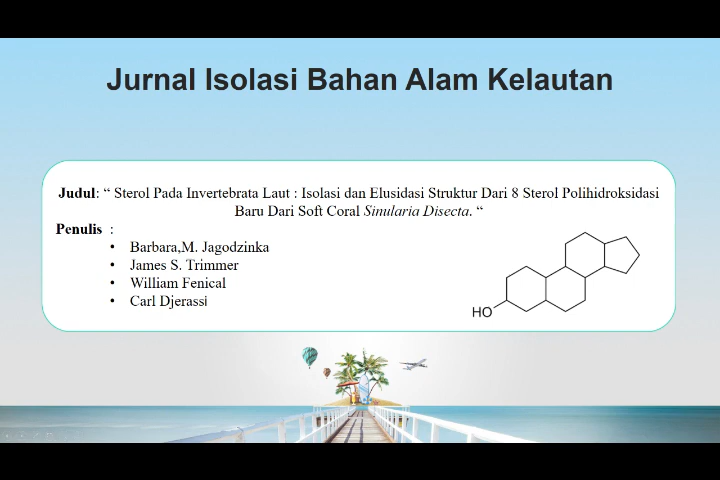 Jurnal Isolasi Bahan Alam Kelautan
Judul: “ Sterol Pada Invertebrata Laut : Isolasi dan Elusidasi Struktur Dari 8 Sterol Polihidroksidasi
Baru Dari Soft Coral Sinularia Disecta. “
Penulis :
• Barbara,M. Jagodzinka
• James S. Trimmer
• William Fenical
• Carl Djerassi
HO